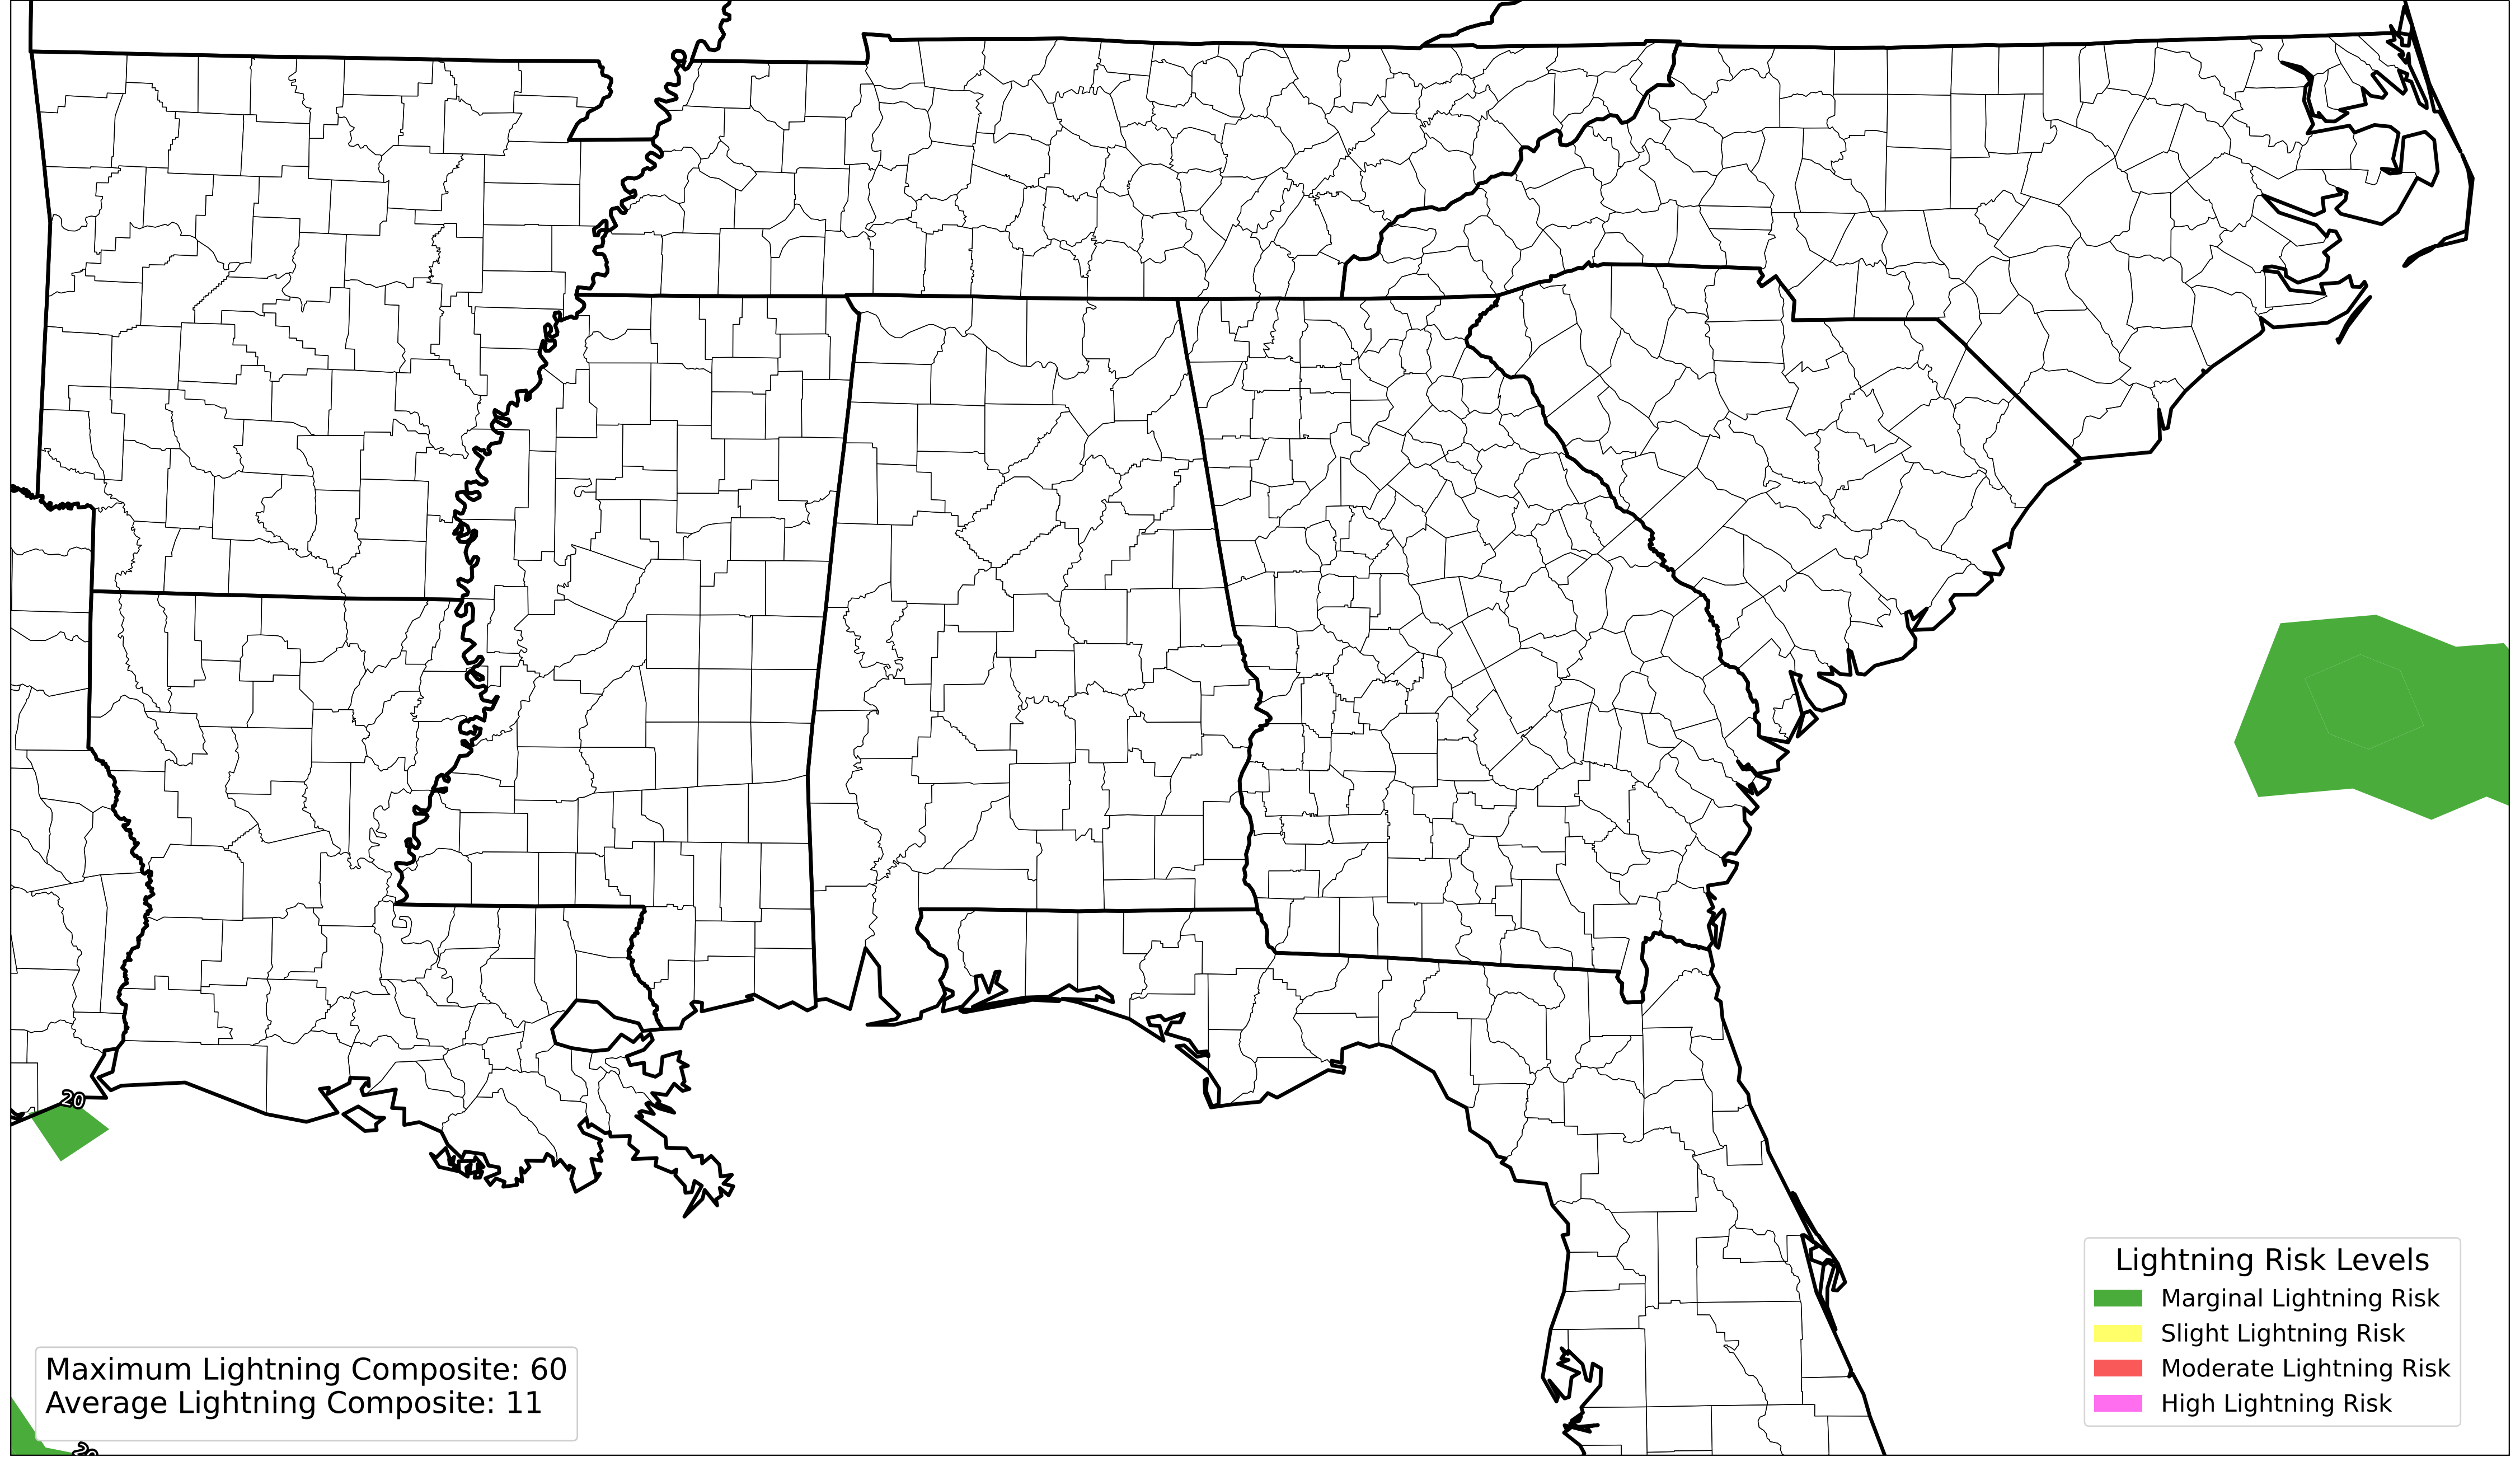 20
Lightning Risk Levels
Marginal Lightning Risk
Slight Lightning Risk
Moderate Lightning Risk
High Lightning Risk
Maximum Lightning Composite: 60
Average Lightning Composite: 11